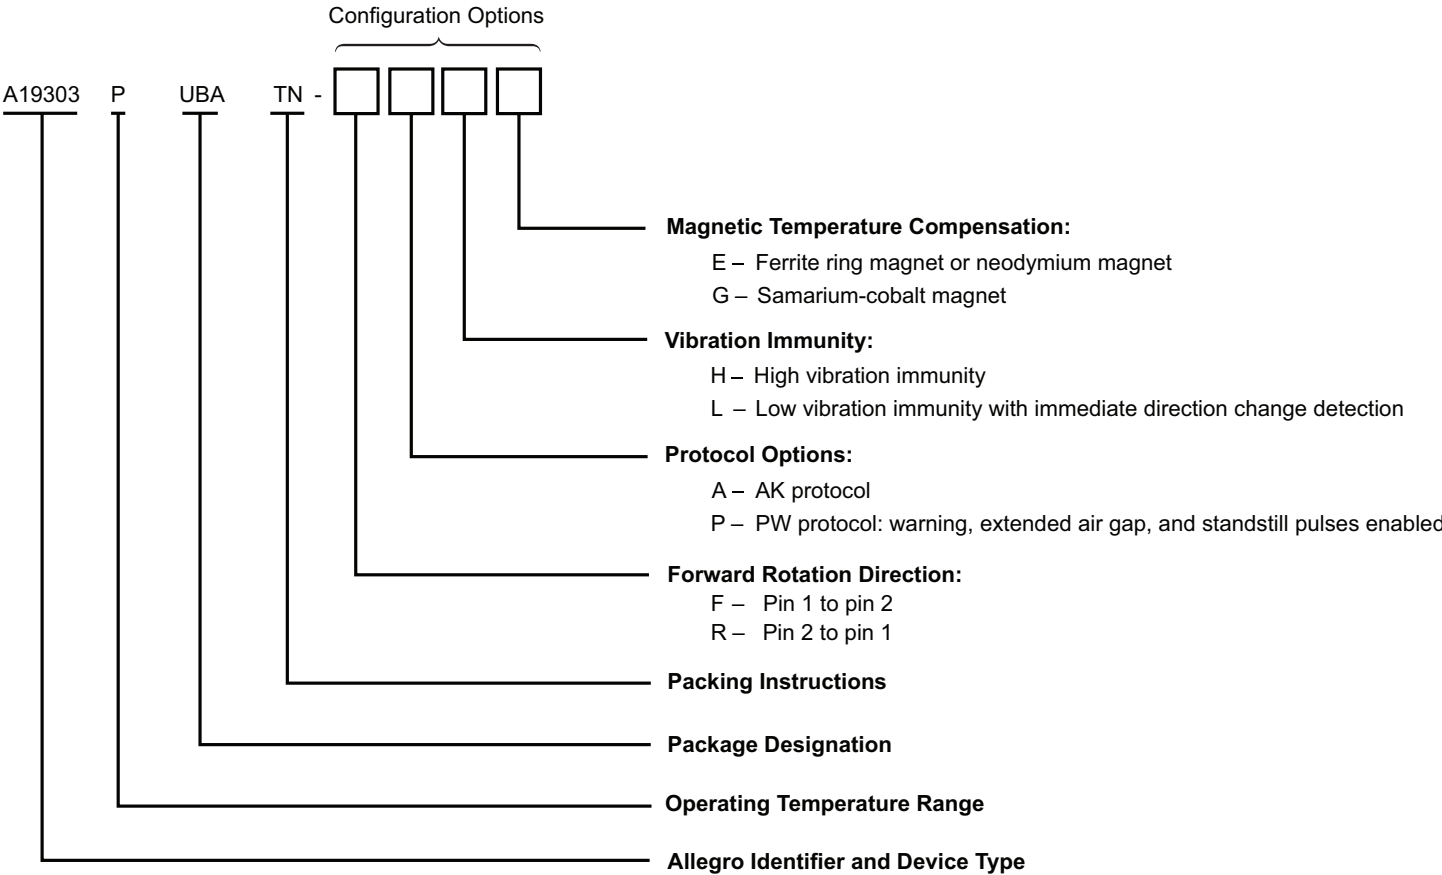 Configuration Options
A19303 P UBA TN -
Magnetic Temperature Compensation:
E – Ferrite ring magnet or neodymium magnet
G – Samarium-cobalt magnet
Vibration Immunity:
H – High vibration immunity
L – Low vibration immunity with immediate direction change detection
Protocol Options:
A – AK protocol
P – PW protocol: warning, extended air gap, and standstill pulses enabled
Forward Rotation Direction:
F – Pin 1 to pin 2
R – Pin 2 to pin 1
Packing Instructions
Package Designation
Operating Temperature Range
Allegro Identifier and Device Type